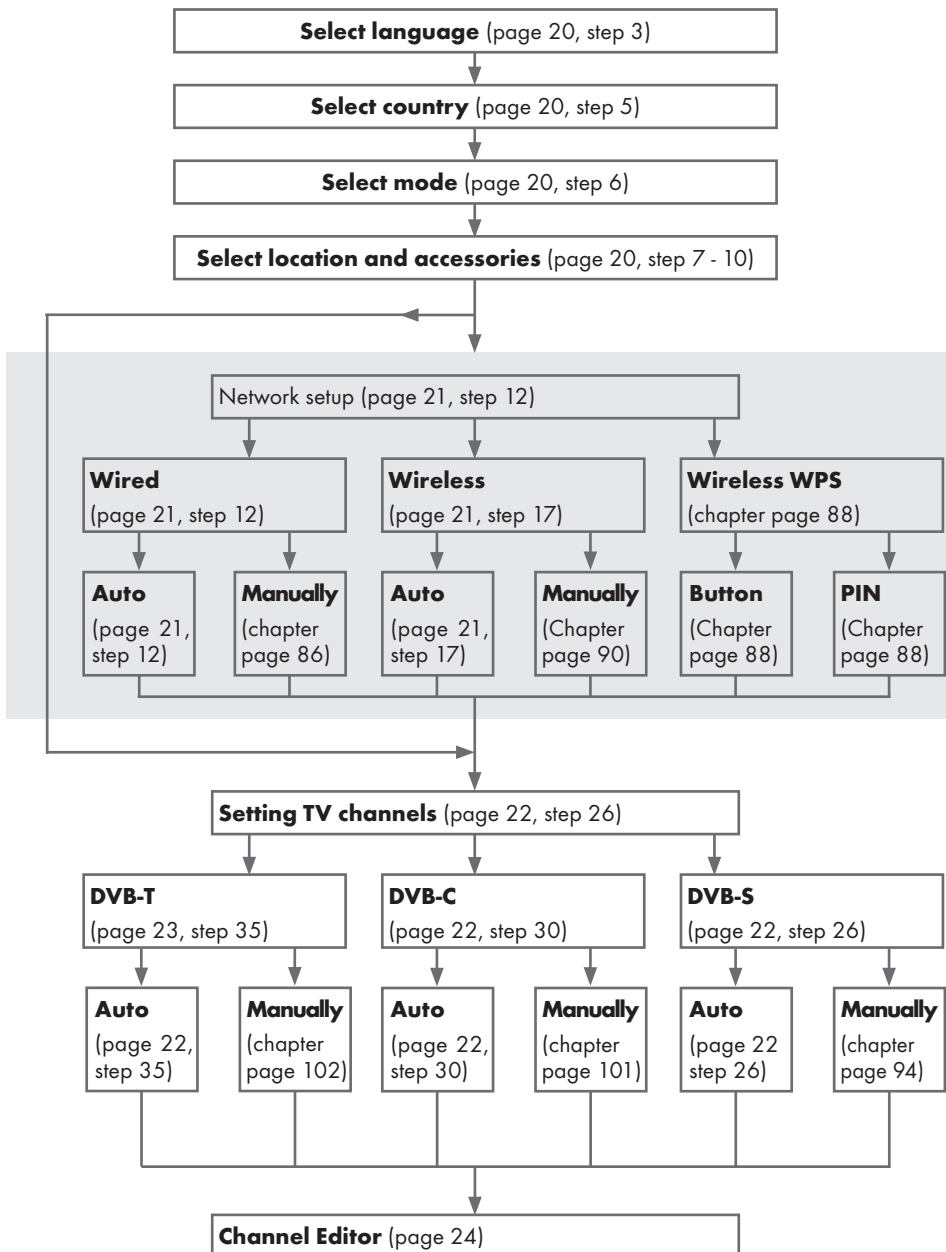 Select language (page 20, step 3)
Select country (page 20, step 5)
Select mode (page 20, step 6)
Select location and accessories (page 20, step 7 - 10)
Network setup (page 21, step 12)
Wired
(page 21, step 12)
Wireless
(page 21, step 17)
Wireless WPS
(chapter page 88)
Auto
(page 21,
step 12)
Manually
(chapter
page 86)
Auto
(page 21,
step 17)
Manually
(Chapter
page 90)
Button
(Chapter
page 88)
PIN
(Chapter
page 88)
Setting TV channels (page 22, step 26)
DVB-T
(page 23, step 35)
DVB-C
(page 22, step 30)
DVB-S
(page 22, step 26)
Auto
(page 22,
step 35)
Manually
(chapter
page 102)
Auto
(page 22,
step 30)
Manually
(chapter
page 101)
Auto
(page 22
step 26)
Manually
(chapter
page 94)
Channel Editor (page 24)